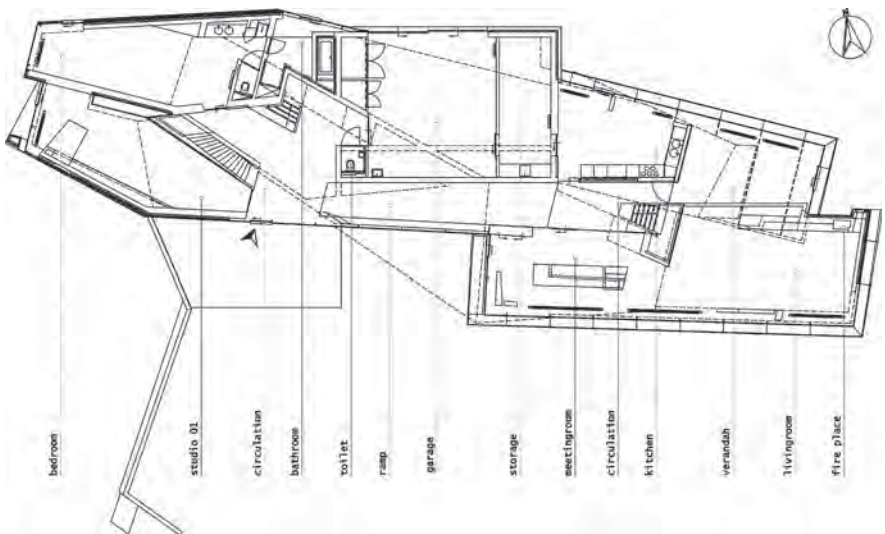 bedroom
studio 01
circulation
bathroom
toilet
ramp
garage
storage
meetingroom
circulation
kitchen
verandah
livingroom
fire place